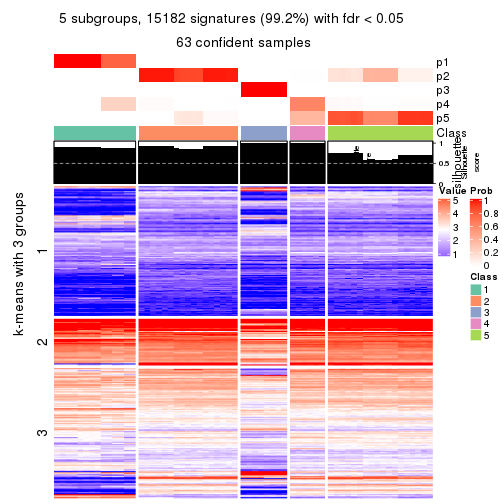 5 subgroups, 15182 signatures (99.2%) with fdr < 0.05
63 confident samples
p1
p2
p3
p4
p5
Class
1
0.5
0
silhouette
Silhouette
score
k-means with 3 groups
1
2
3
Value
5
4
3
2
1
Prob
1
0.8
0.6
0.4
0.2
0
Class
1
2
3
4
5